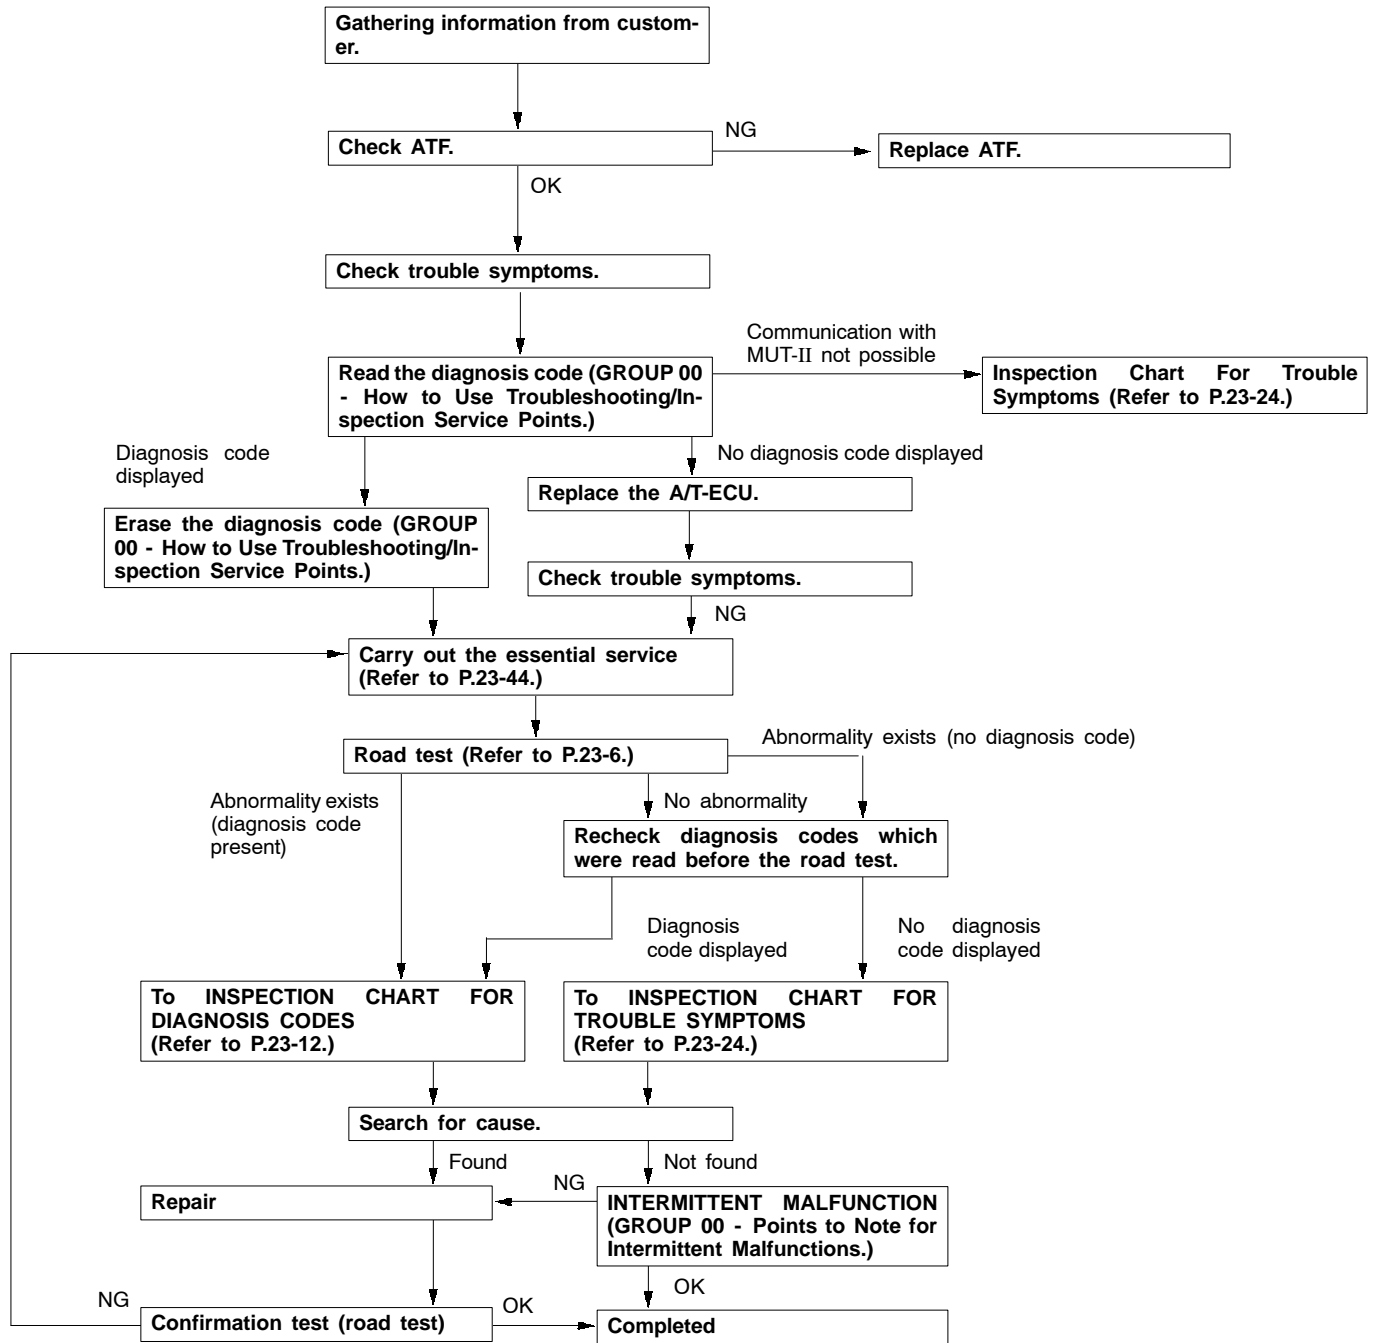 Gathering information from custom-
er.
Check ATF.
NG
Replace ATF.
OK
Check trouble symptoms.
Communication with
MUT-II not possible
Read the diagnosis code (GROUP 00
- How to Use Troubleshooting/In-
spection Service Points.)
Inspection Chart For Trouble
Symptoms (Refer to P.23-24.)
Diagnosis code
displayed
No diagnosis code displayed
Replace the A/T-ECU.
Erase the diagnosis code (GROUP
00 - How to Use Troubleshooting/In-
spection Service Points.)
Check trouble symptoms.
NG
Carry out the essential service
(Refer to P.23-44.)
Road test (Refer to P.23-6.)
Abnormality exists (no diagnosis code)
Abnormality exists
(diagnosis code
present)
No abnormality
Recheck diagnosis codes which
were read before the road test.
Diagnosis
code displayed
No diagnosis
code displayed
To INSPECTION CHART FOR
DIAGNOSIS CODES
(Refer to P.23-12.)
To INSPECTION CHART FOR
TROUBLE SYMPTOMS
(Refer to P.23-24.)
Search for cause.
Found
Not found
Repair
NG
INTERMITTENT MALFUNCTION
(GROUP 00 - Points to Note for
Intermittent Malfunctions.)
OK
NG
Confirmation test (road test)
OK
Completed